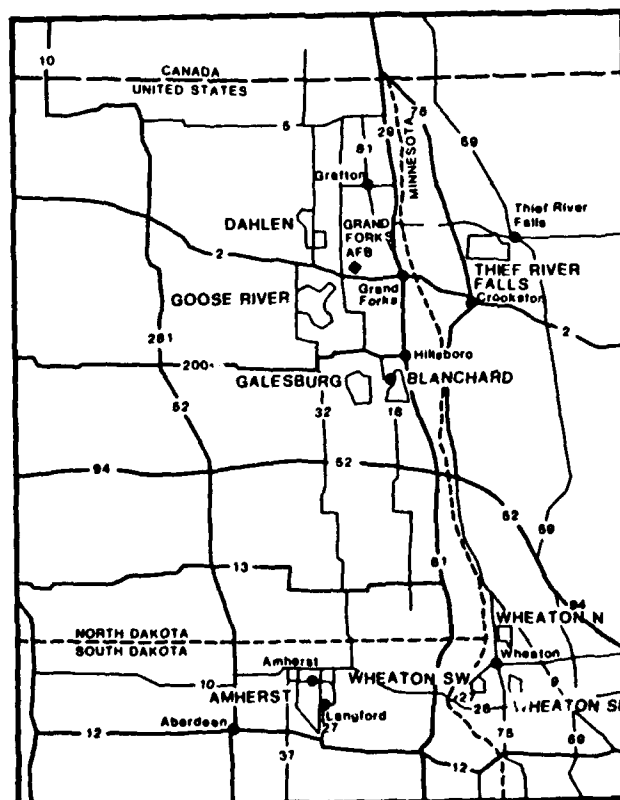 10
CANADA
UNITED STATES
5
29
75
81
59
MINNESOTA
Grafton
Thief River
Falls
DAHLEN
GRAND
FORKS
AFB
2
THIEF RIVER
FALLS
GOOSE RIVER
Grand
Forks
Crookston
2
281
Hillsboro
200
GALESBURG
BLANCHARD
52
32
18
94
52
52
59
13
81
94
WHEATON N
NORTH DAKOTA
SOUTH DAKOTA
Wheaton
Amherst
WHEATON SW
9
10
AMHERST
27
28
WHEATON SE
Langford
27
Aberdeen
12
75
59
37
12